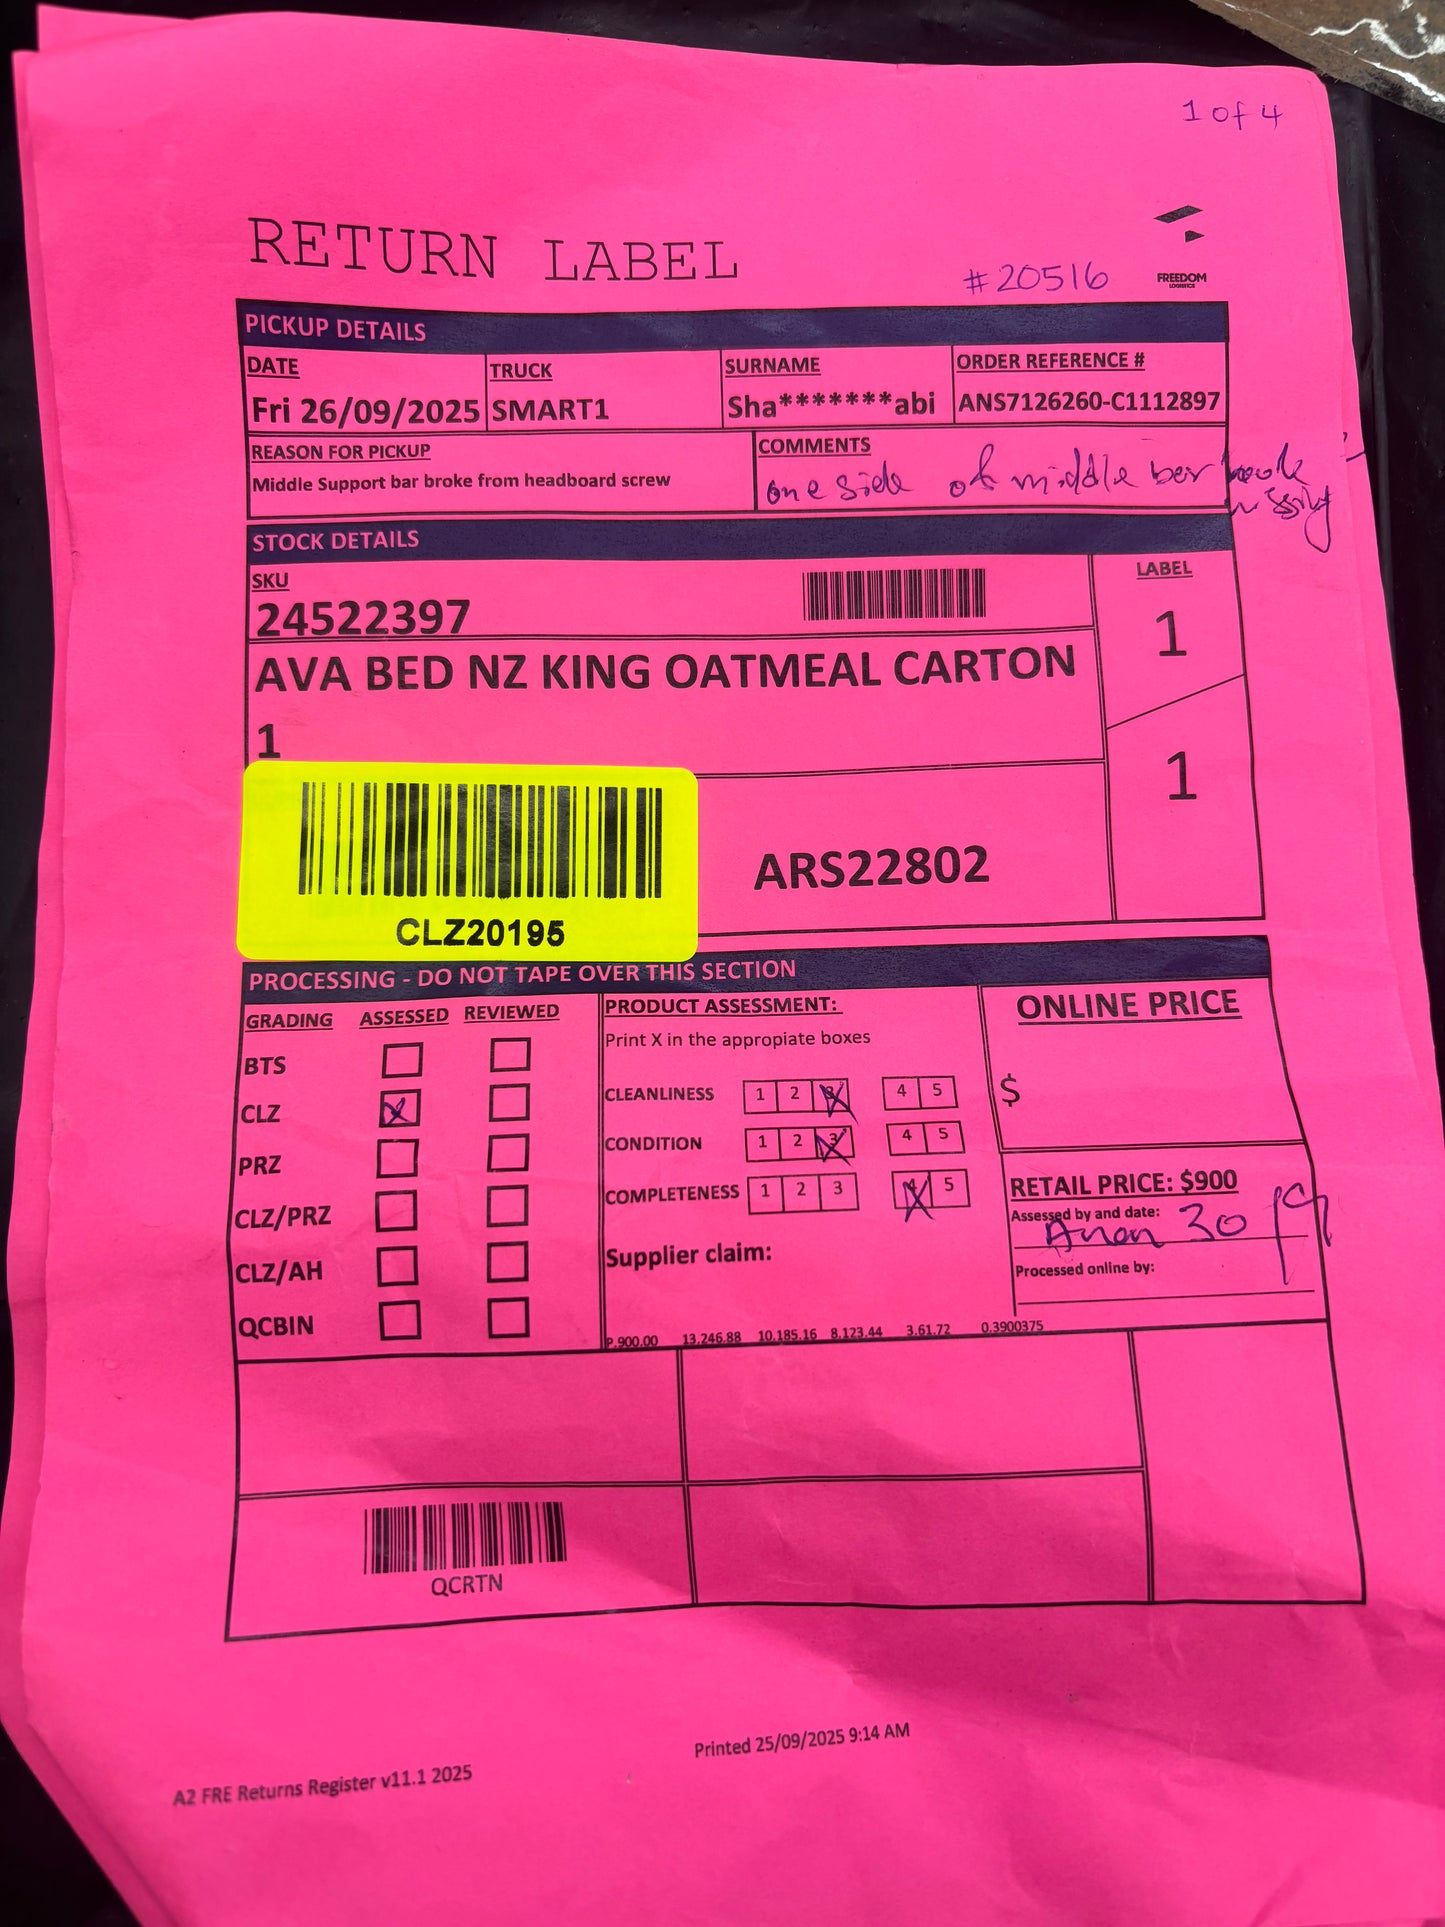 1 of 4
RETURN LABEL
#20516
FREEDOM
LOGISTICS
PICKUP DETAILS
DATE TRUCK SURNAME ORDER REFERENCE #
Fri 26/09/2025 SMART1 Sha*******abi ANS7126260-C1112897
REASON FOR PICKUP COMMENTS
Middle Support bar broke from headboard screw
one side of middle bar hook
missing
STOCK DETAILS
SKU LABEL
24522397
1
AVA BED NZ KING OATMEAL CARTON
1
1
ARS22802
CLZ20195
PROCESSING - DO NOT TAPE OVER THIS SECTION
GRADING ASSESSED REVIEWED
BTS
CLZ X
PRZ
CLZ/PRZ
CLZ/AH
QCBIN
PRODUCT ASSESSMENT:
Print X in the appropiate boxes
CLEANLINESS 1 2 3 4 5
CONDITION 1 2 3 4 5
COMPLETENESS 1 2 3 4 5
Supplier claim:
P.900.00 13.246.88 10.185.16 8.123.44 3.61.72 0.3900375
ONLINE PRICE
$
RETAIL PRICE: $900
Assessed by and date:
30/9
Processed online by:
QCRTN
Printed 25/09/2025 9:14 AM
A2 FRE Returns Register v11.1 2025